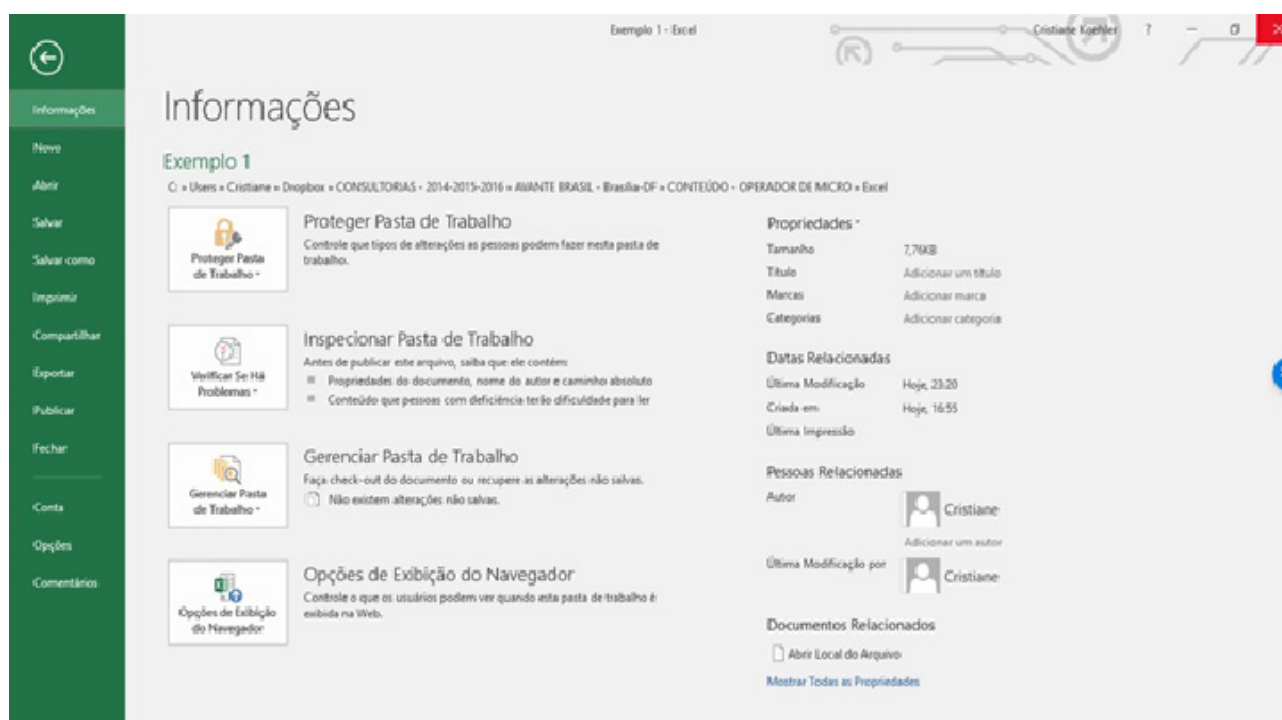 Exemplo 1 - Excel
Cristiane Koehler
?
Informações
Novo
Abrir
Salvar
Salvar como
Imprimir
Compartilhar
Exportar
Publicar
Fechar
Conta
Opções
Comentários
Informações
Exemplo 1
C: » Users » Cristiane » Dropbox » CONSULTORIAS - 2014-2015-2016 » AVANTE BRASIL - Brasília-DF » CONTEÚDO - OPERADOR DE MICRO » Excel
Proteger Pasta
de Trabalho
Proteger Pasta de Trabalho
Controle que tipos de alterações as pessoas podem fazer nesta pasta de
trabalho.
Verificar Se Há
Problemas
Inspecionar Pasta de Trabalho
Antes de publicar este arquivo, saiba que ele contém:
Propriedades do documento, nome do autor e caminho absoluto
Conteúdo que pessoas com deficiência terão dificuldade para ler
Gerenciar Pasta
de Trabalho
Gerenciar Pasta de Trabalho
Faça check-out do documento ou recupere as alterações não salvas.
Não existem alterações não salvas.
Opções de Exibição
do Navegador
Opções de Exibição do Navegador
Controle o que os usuários podem ver quando esta pasta de trabalho é
exibida na Web.
Propriedades
Tamanho 7,76KB
Título Adicionar um título
Marcas Adicionar marca
Categorias Adicionar categoria
Datas Relacionadas
Última Modificação Hoje, 23:20
Criada em Hoje, 16:55
Última Impressão
Pessoas Relacionadas
Autor Cristiane
Adicionar um autor
Última Modificação por Cristiane
Documentos Relacionados
Abrir Local do Arquivo
Mostrar Todas as Propriedades